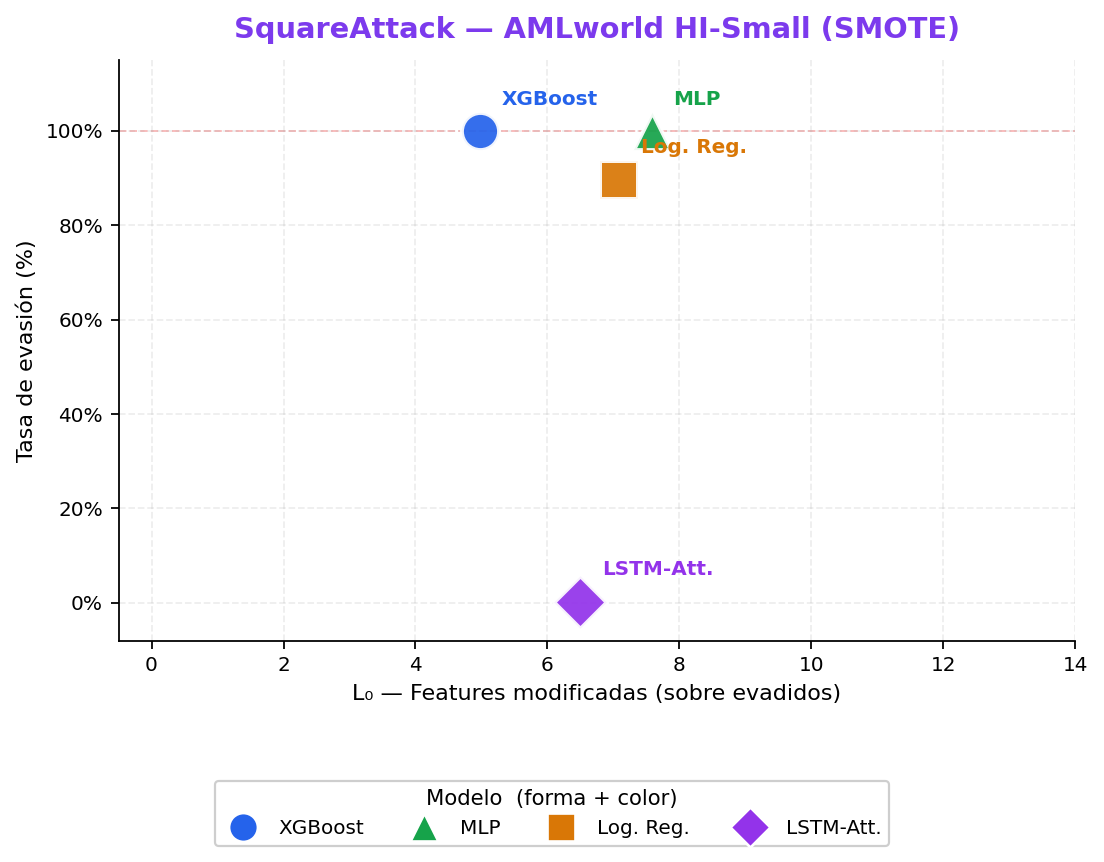 SquareAttack — AMLworld HI-Small (SMOTE)
XGBoost
MLP
Log. Reg.
LSTM-Att.
100%
80%
60%
40%
20%
0%
Tasa de evasión (%)
0 2 4 6 8 10 12 14
L₀ — Features modificadas (sobre evadidos)
Modelo (forma + color)
XGBoost MLP Log. Reg. LSTM-Att.